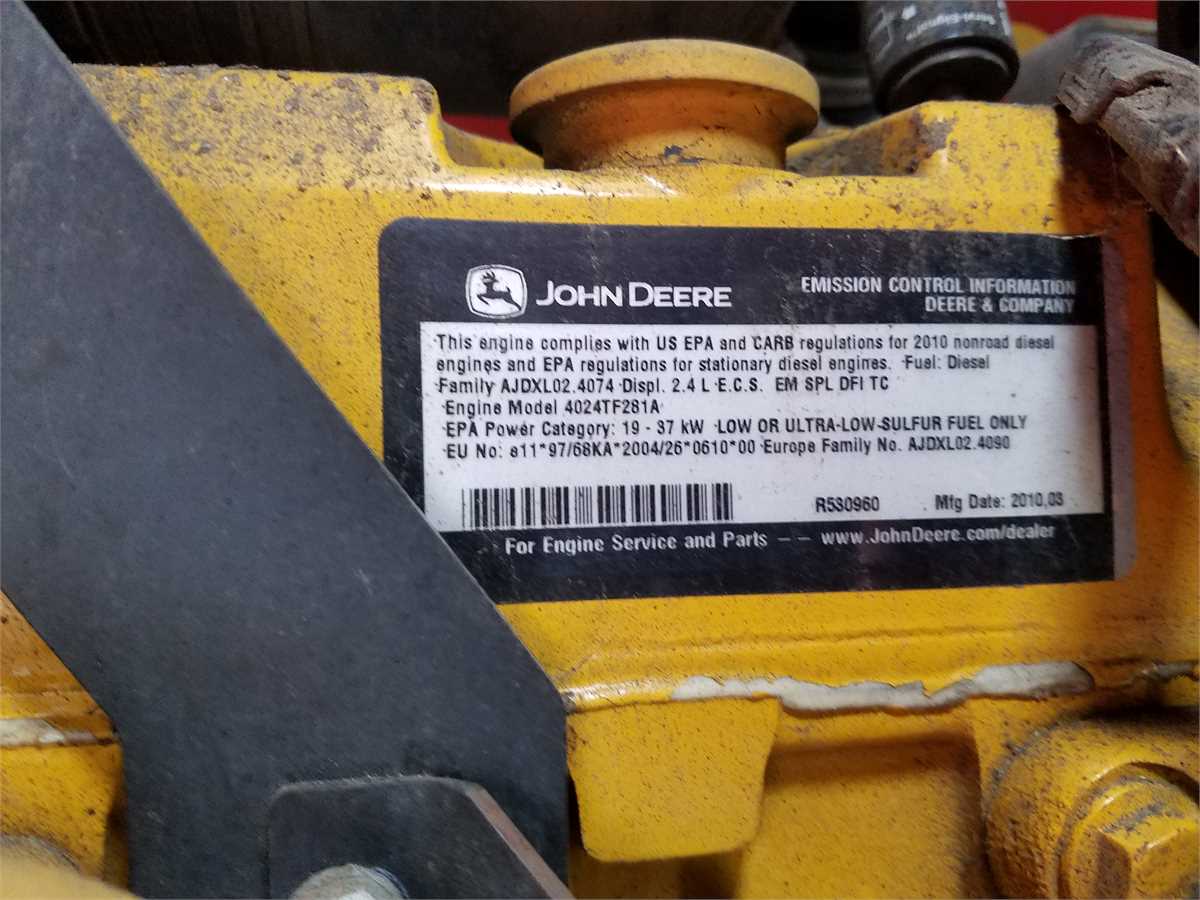 JOHN DEERE
EMISSION CONTROL INFORMATION
DEERE & COMPANY
This engine complies with US EPA and CARB regulations for 2010 nonroad diesel
engines and EPA regulations for stationary diesel engines. Fuel: Diesel
Family AJDXL02.4074 Displ. 2.4 L E.C.S. EM SPL DFI TC
Engine Model 4024TF281A
EPA Power Category: 19 - 37 kW LOW OR ULTRA-LOW-SULFUR FUEL ONLY
EU No: e11*97/68KA*2004/26*0610*00 Europe Family No. AJDXL02.4090
R530960 Mfg Date: 2010,03
For Engine Service and Parts -- www.JohnDeere.com/dealer